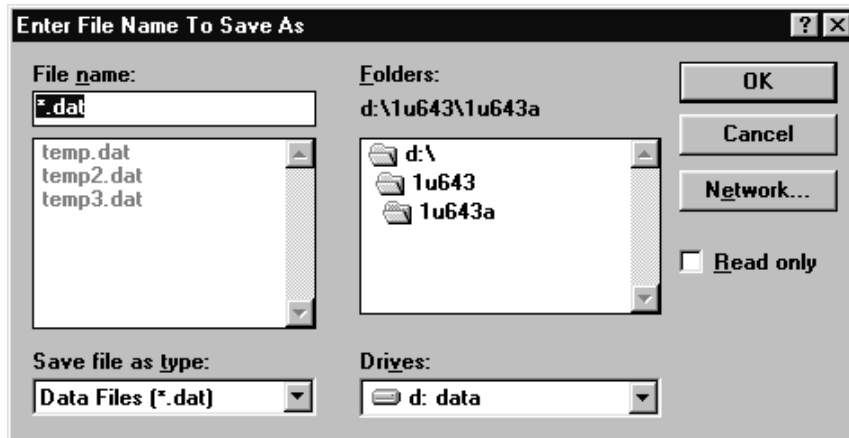 Enter File Name To Save As
File name:
*.dat
temp.dat
temp2.dat
temp3.dat
Save file as type:
Data Files (*.dat)
Folders:
d:\1u643\1u643a
d:\
1u643
1u643a
Drives:
d: data
OK
Cancel
Network...
Read only